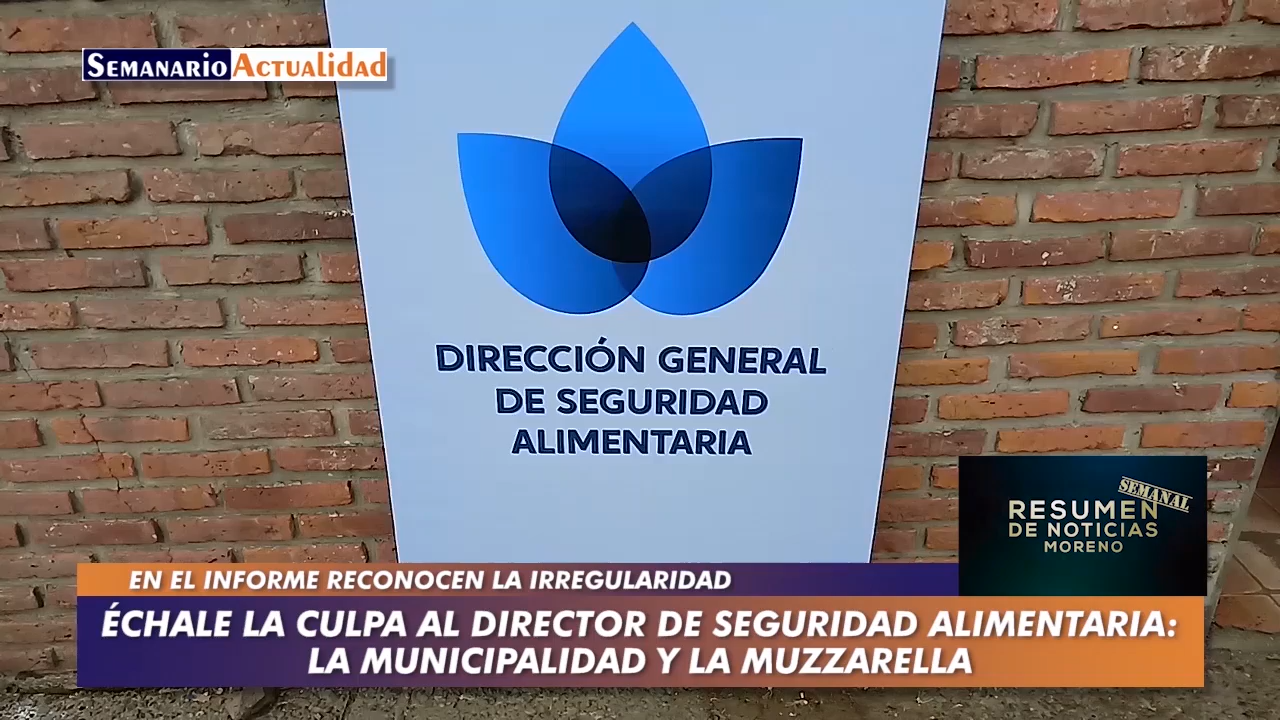 SEMANARIO ACTUALIDAD
DIRECCIÓN GENERAL
DE SEGURIDAD
ALIMENTARIA
SEMANAL
RESUMEN
DE NOTICIAS
MORENO
EN EL INFORME RECONOCEN LA IRREGULARIDAD
ÉCHALE LA CULPA AL DIRECTOR DE SEGURIDAD ALIMENTARIA:
LA MUNICIPALIDAD Y LA MUZZARELLA